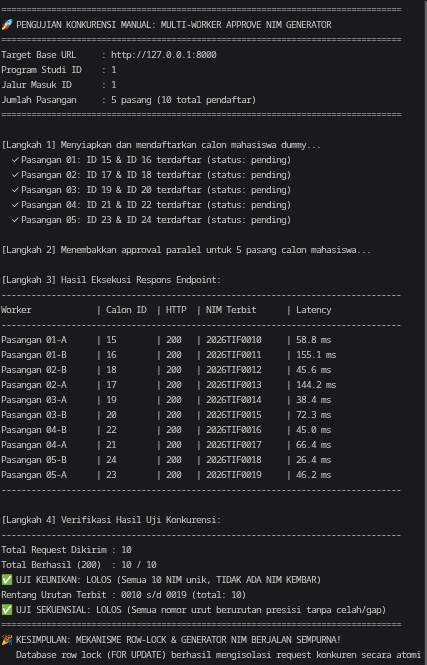 ================================================================================
🚀 PENGUJIAN KONKURENSI MANUAL: MULTI-WORKER APPROVE NIM GENERATOR
================================================================================
Target Base URL     : http://127.0.0.1:8000
Program Studi ID    : 1
Jalur Masuk ID      : 1
Jumlah Pasangan     : 5 pasang (10 total pendaftar)
================================================================================
[Langkah 1] Menyiapkan dan mendaftarkan calon mahasiswa dummy...
✓ Pasangan 01: ID 15 & ID 16 terdaftar (status: pending)
✓ Pasangan 02: ID 17 & ID 18 terdaftar (status: pending)
✓ Pasangan 03: ID 19 & ID 20 terdaftar (status: pending)
✓ Pasangan 04: ID 21 & ID 22 terdaftar (status: pending)
✓ Pasangan 05: ID 23 & ID 24 terdaftar (status: pending)
[Langkah 2] Menembakkan approval paralel untuk 5 pasang calon mahasiswa...
[Langkah 3] Hasil Eksekusi Respons Endpoint:
--------------------------------------------------------------------------------
Worker             | Calon ID  | HTTP  | NIM Terbit      | Latency
--------------------------------------------------------------------------------
Pasangan 01-A      | 15        | 200   | 2026TIF0010     | 58.8 ms
Pasangan 01-B      | 16        | 200   | 2026TIF0011     | 155.1 ms
Pasangan 02-B      | 18        | 200   | 2026TIF0012     | 45.6 ms
Pasangan 02-A      | 17        | 200   | 2026TIF0013     | 144.2 ms
Pasangan 03-A      | 19        | 200   | 2026TIF0014     | 38.4 ms
Pasangan 03-B      | 20        | 200   | 2026TIF0015     | 72.3 ms
Pasangan 04-B      | 22        | 200   | 2026TIF0016     | 45.0 ms
Pasangan 04-A      | 21        | 200   | 2026TIF0017     | 66.4 ms
Pasangan 05-B      | 24        | 200   | 2026TIF0018     | 26.4 ms
Pasangan 05-A      | 23        | 200   | 2026TIF0019     | 46.2 ms
--------------------------------------------------------------------------------
[Langkah 4] Verifikasi Hasil Uji Konkurensi:
--------------------------------------------------------------------------------
Total Request Dikirim : 10
Total Berhasil (200)  : 10 / 10
✅ UJI KEUNIKAN: LOLOS (Semua 10 NIM unik, TIDAK ADA NIM KEMBAR)
Rentang Urutan Terbit : 0010 s/d 0019 (total: 10)
✅ UJI SEKUENSIAL: LOLOS (Semua nomor urut berurutan presisi tanpa celah/gap)
================================================================================
🎉 KESIMPULAN: MEKANISME ROW-LOCK & GENERATOR NIM BERJALAN SEMPURNA!
Database row lock (FOR UPDATE) berhasil mengisolasi request konkuren secara atomi